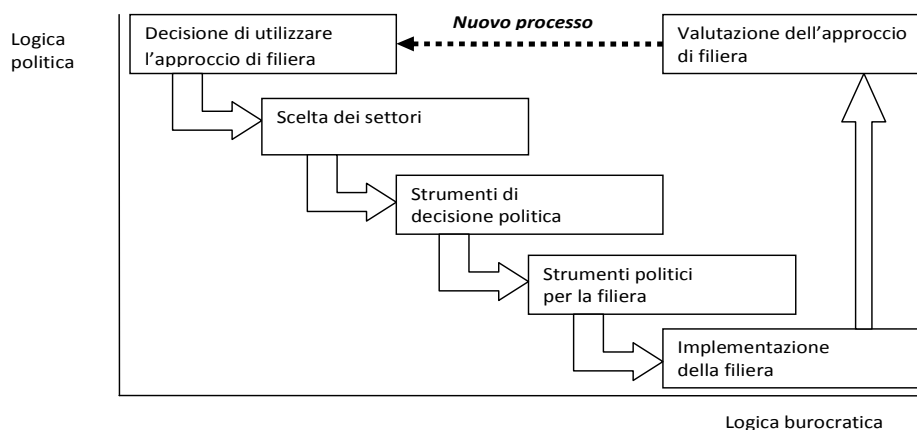 Logica
politica
Decisione di utilizzare
l'approccio di filiera
Nuovo processo
Valutazione dell'approccio
di filiera
Scelta dei settori
Strumenti di
decisione politica
Strumenti politici
per la filiera
Implementazione
della filiera
Logica burocratica